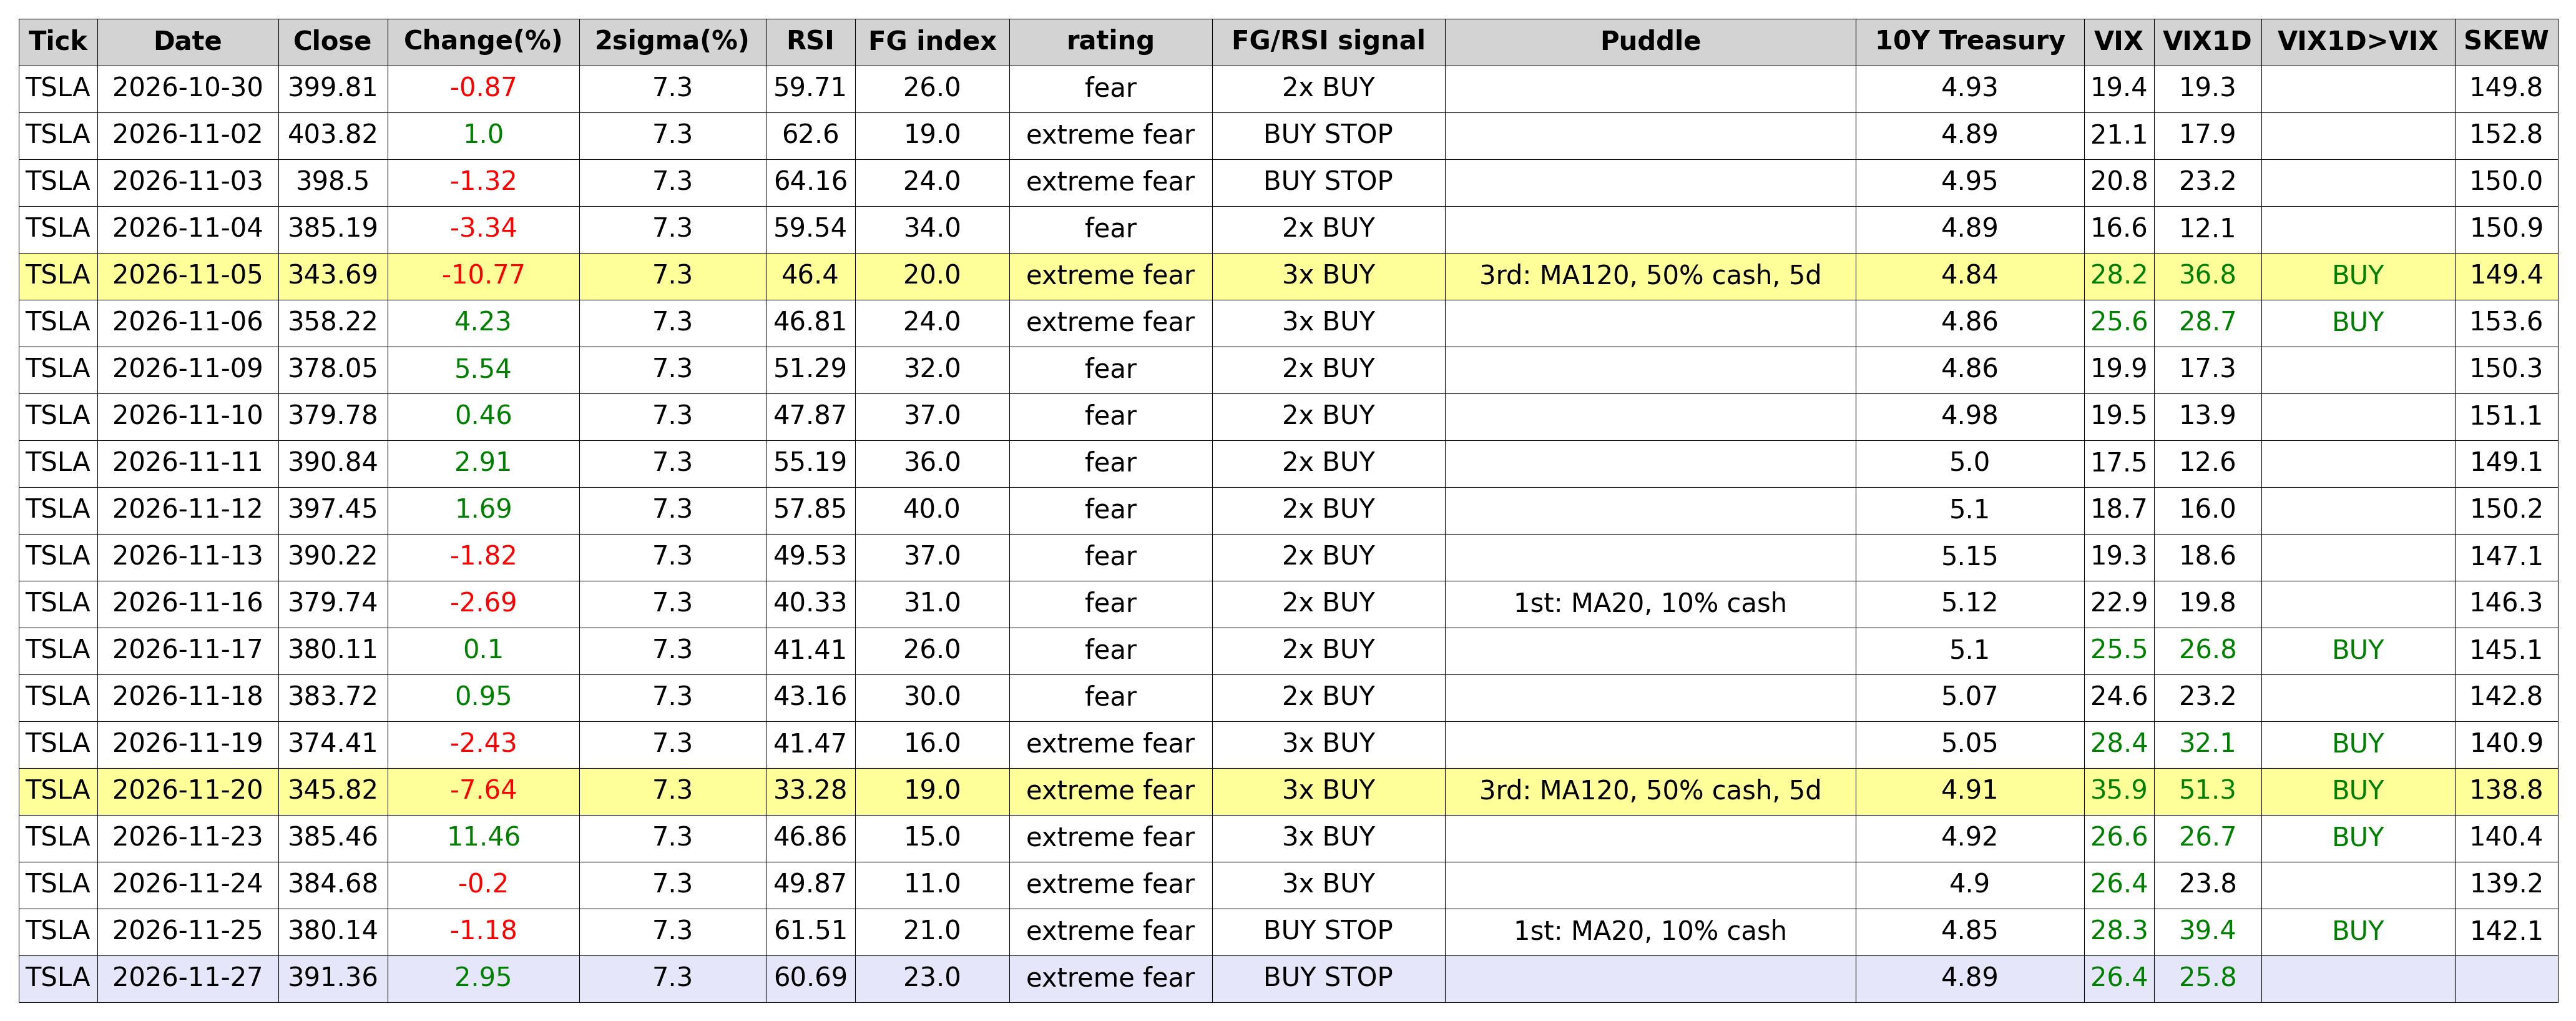 Tick Date Close Change(%) 2sigma(%) RSI FG index rating FG/RSI signal Puddle 10Y Treasury VIX VIX1D VIX1D>VIX SKEW
TSLA 2026-10-30 399.81 -0.87 7.3 59.71 26.0 fear 2x BUY 4.93 19.4 19.3 149.8
TSLA 2026-11-02 403.82 1.0 7.3 62.6 19.0 extreme fear BUY STOP 4.89 21.1 17.9 152.8
TSLA 2026-11-03 398.5 -1.32 7.3 64.16 24.0 extreme fear BUY STOP 4.95 20.8 23.2 150.0
TSLA 2026-11-04 385.19 -3.34 7.3 59.54 34.0 fear 2x BUY 4.89 16.6 12.1 150.9
TSLA 2026-11-05 343.69 -10.77 7.3 46.4 20.0 extreme fear 3x BUY 3rd: MA120, 50% cash, 5d 4.84 28.2 36.8 BUY 149.4
TSLA 2026-11-06 358.22 4.23 7.3 46.81 24.0 extreme fear 3x BUY 4.86 25.6 28.7 BUY 153.6
TSLA 2026-11-09 378.05 5.54 7.3 51.29 32.0 fear 2x BUY 4.86 19.9 17.3 150.3
TSLA 2026-11-10 379.78 0.46 7.3 47.87 37.0 fear 2x BUY 4.98 19.5 13.9 151.1
TSLA 2026-11-11 390.84 2.91 7.3 55.19 36.0 fear 2x BUY 5.0 17.5 12.6 149.1
TSLA 2026-11-12 397.45 1.69 7.3 57.85 40.0 fear 2x BUY 5.1 18.7 16.0 150.2
TSLA 2026-11-13 390.22 -1.82 7.3 49.53 37.0 fear 2x BUY 5.15 19.3 18.6 147.1
TSLA 2026-11-16 379.74 -2.69 7.3 40.33 31.0 fear 2x BUY 1st: MA20, 10% cash 5.12 22.9 19.8 146.3
TSLA 2026-11-17 380.11 0.1 7.3 41.41 26.0 fear 2x BUY 5.1 25.5 26.8 BUY 145.1
TSLA 2026-11-18 383.72 0.95 7.3 43.16 30.0 fear 2x BUY 5.07 24.6 23.2 142.8
TSLA 2026-11-19 374.41 -2.43 7.3 41.47 16.0 extreme fear 3x BUY 5.05 28.4 32.1 BUY 140.9
TSLA 2026-11-20 345.82 -7.64 7.3 33.28 19.0 extreme fear 3x BUY 3rd: MA120, 50% cash, 5d 4.91 35.9 51.3 BUY 138.8
TSLA 2026-11-23 385.46 11.46 7.3 46.86 15.0 extreme fear 3x BUY 4.92 26.6 26.7 BUY 140.4
TSLA 2026-11-24 384.68 -0.2 7.3 49.87 11.0 extreme fear 3x BUY 4.9 26.4 23.8 139.2
TSLA 2026-11-25 380.14 -1.18 7.3 61.51 21.0 extreme fear BUY STOP 1st: MA20, 10% cash 4.85 28.3 39.4 BUY 142.1
TSLA 2026-11-27 391.36 2.95 7.3 60.69 23.0 extreme fear BUY STOP 4.89 26.4 25.8